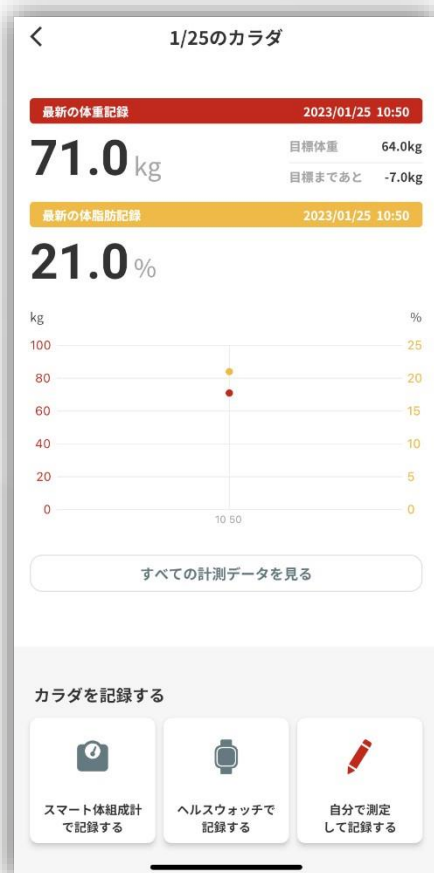 1/25のカラダ
最新の体重記録 2023/01/25 10:50
71.0 kg
目標体重 64.0kg
目標まであと -7.0kg
最新の体脂肪記録 2023/01/25 10:50
21.0 %
kg %
100 25
80 20
60 15
40 10
20 5
0 0
10 50
すべての計測データを見る
カラダを記録する
スマート体組成計
で記録する
ヘルスウォッチで
記録する
自分で測定
して記録する